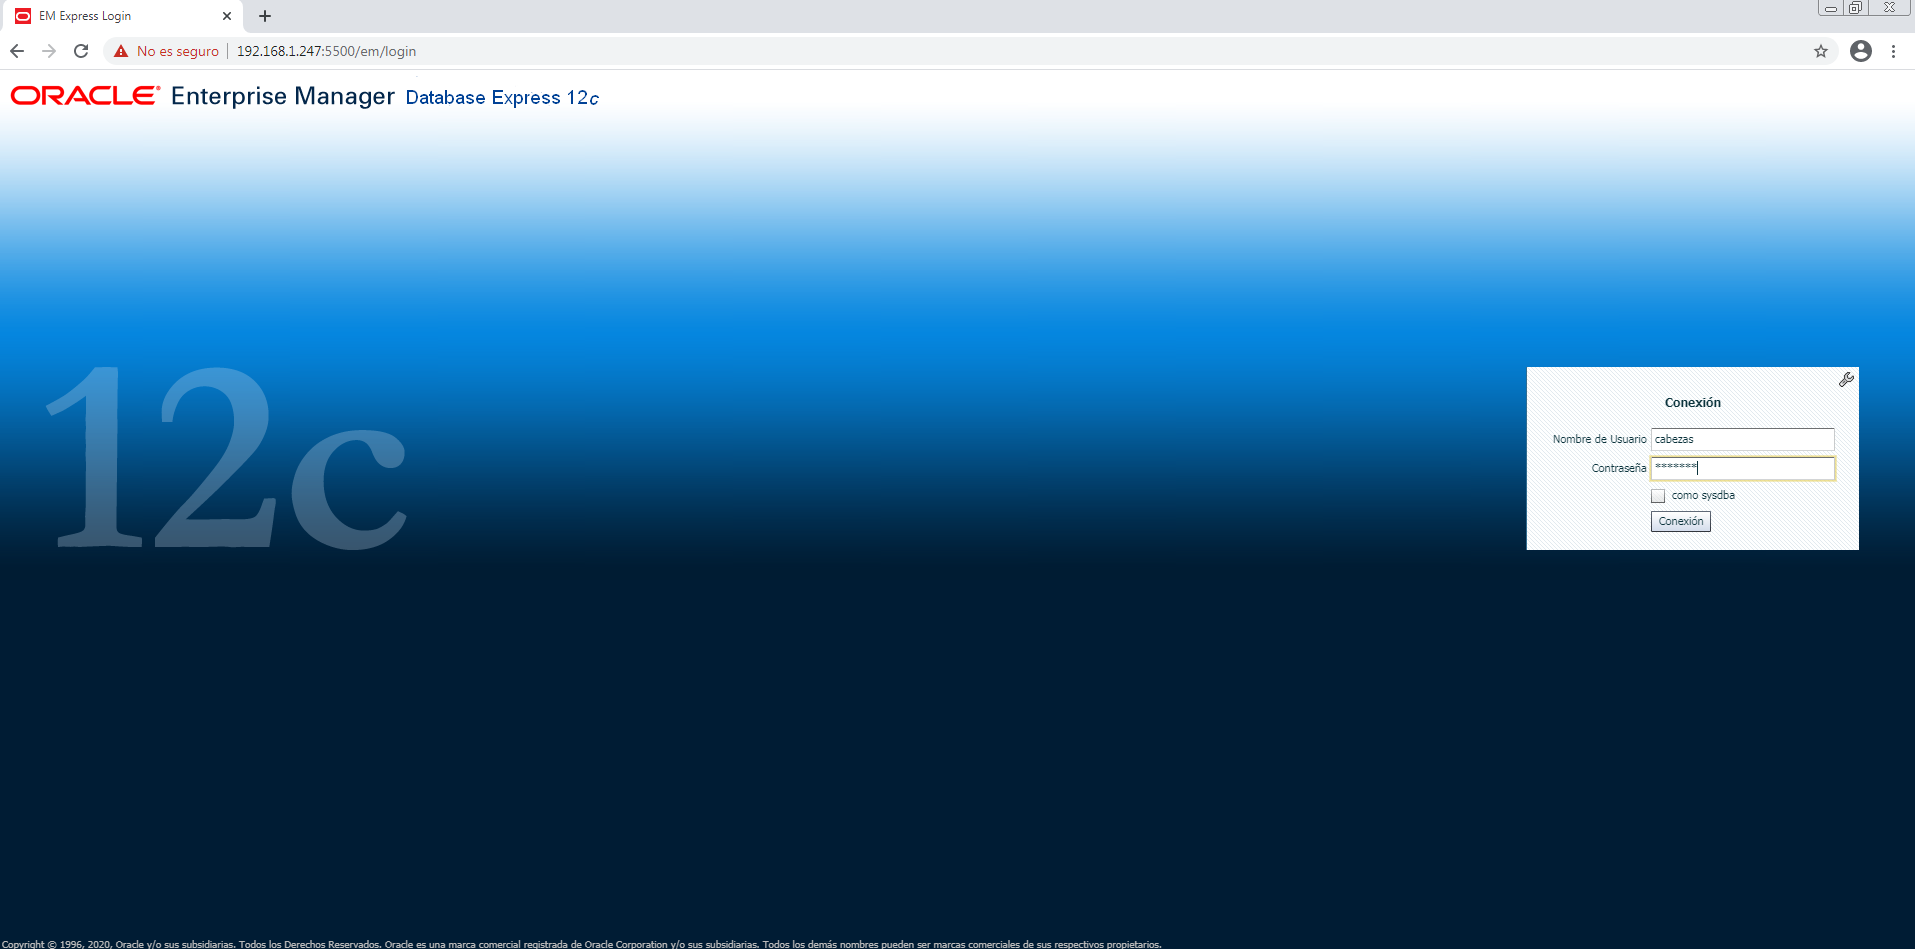 EM Express Login
No es seguro 192.168.1.247:5500/em/login
ORACLE® Enterprise Manager Database Express 12c
12c
Conexión
Nombre de Usuario cabezas
Contraseña *******
como sysdba
Conexión
Copyright © 1996, 2020, Oracle y/o sus subsidiarias. Todos los Derechos Reservados. Oracle es una marca comercial registrada de Oracle Corporation y/o sus subsidiarias. Todos los demás nombres pueden ser marcas comerciales de sus respectivos propietarios.